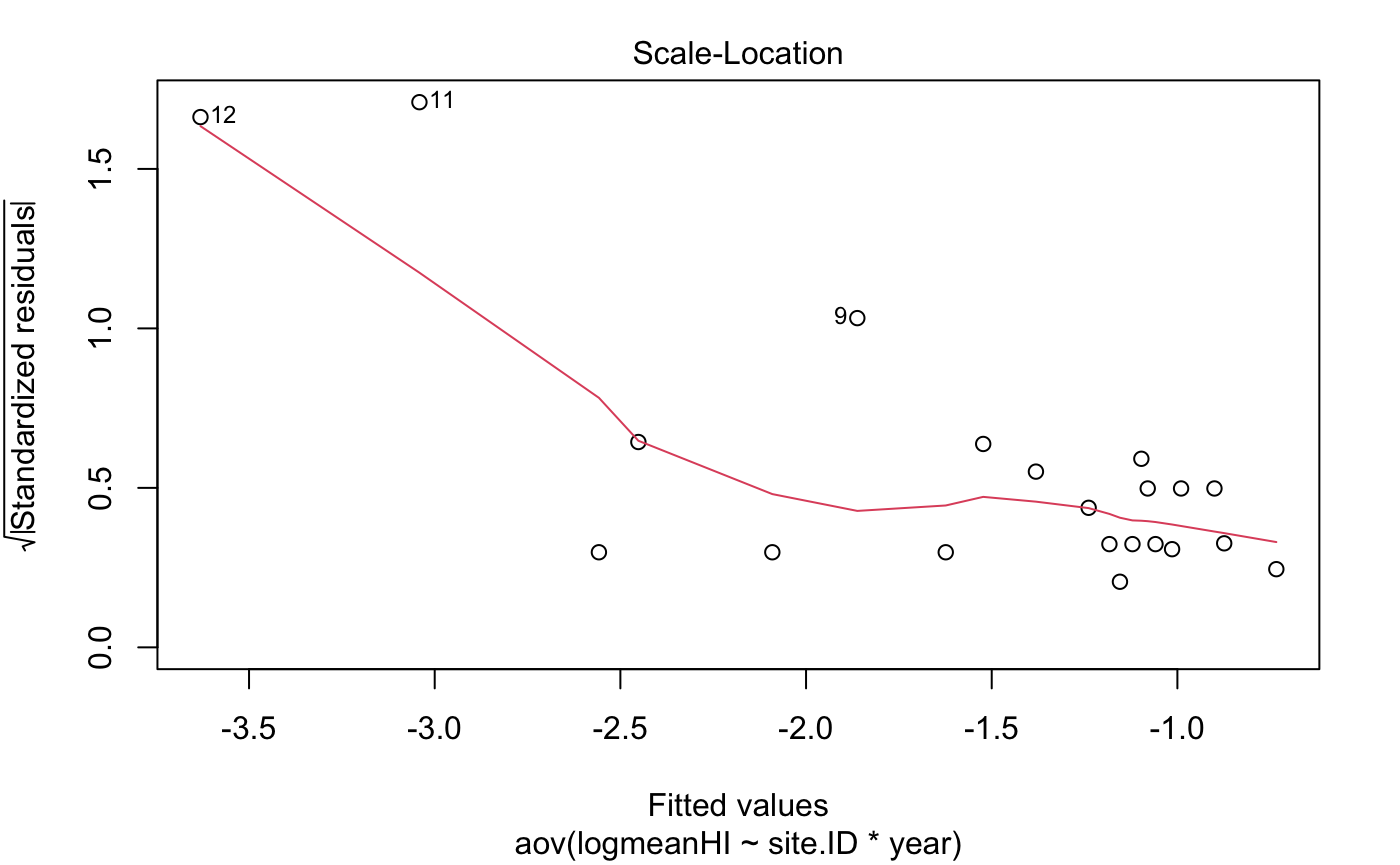 Scale-Location
√|Standardized residuals|
1.5
1.0
0.5
0.0
12
11
9
-3.5 -3.0 -2.5 -2.0 -1.5 -1.0
Fitted values
aov(logmeanHI ~ site.ID * year)